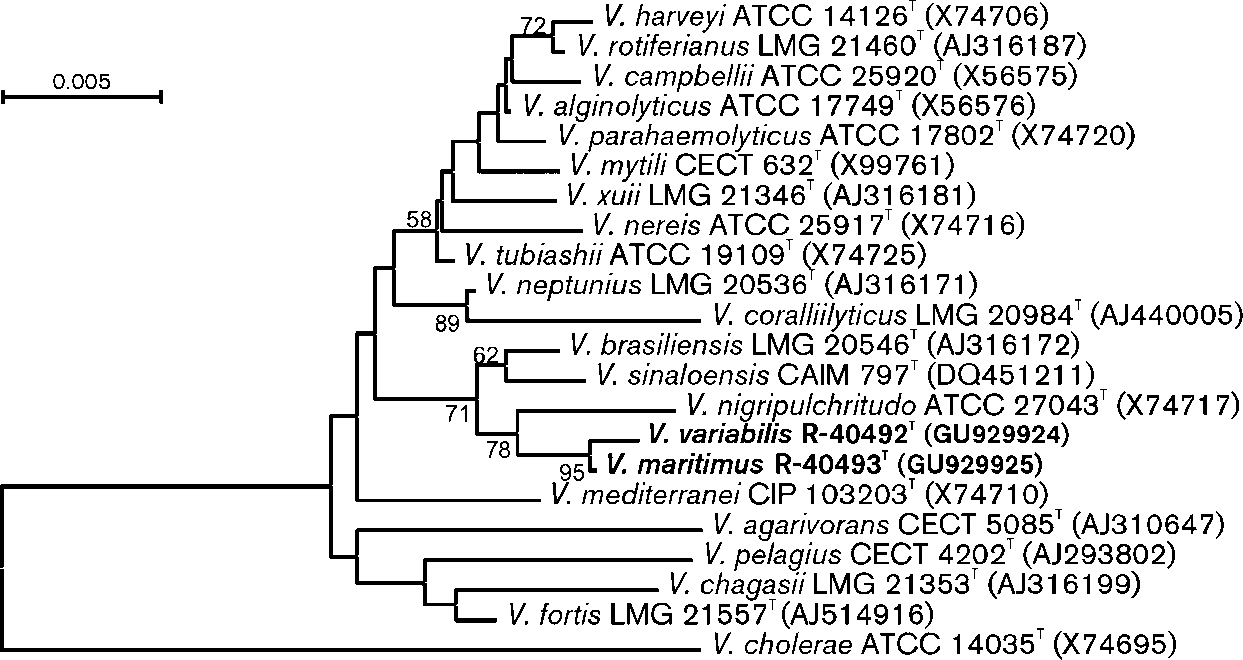 72
V. harveyi ATCC 14126T (X74706)
V. rotiferianus LMG 21460T (AJ316187)
0.005
V. campbellii ATCC 25920T (X56575)
V. alginolyticus ATCC 17749T (X56576)
V. parahaemolyticus ATCC 17802T (X74720)
V. mytili CECT 632T (X99761)
V. xuii LMG 21346T (AJ316181)
58
V. nereis ATCC 25917T (X74716)
V. tubiashii ATCC 19109T (X74725)
V. neptunius LMG 20536T (AJ316171)
89
V. coralliilyticus LMG 20984T (AJ440005)
62
V. brasiliensis LMG 20546T (AJ316172)
V. sinaloensis CAIM 797T (DQ451211)
71
V. nigripulchritudo ATCC 27043T (X74717)
V. variabilis R-40492T (GU929924)
78
V. maritimus R-40493T (GU929925)
95
V. mediterranei CIP 103203T (X74710)
V. agarivorans CECT 5085T (AJ310647)
V. pelagius CECT 4202T (AJ293802)
V. chagasii LMG 21353T (AJ316199)
V. fortis LMG 21557T (AJ514916)
V. cholerae ATCC 14035T (X74695)